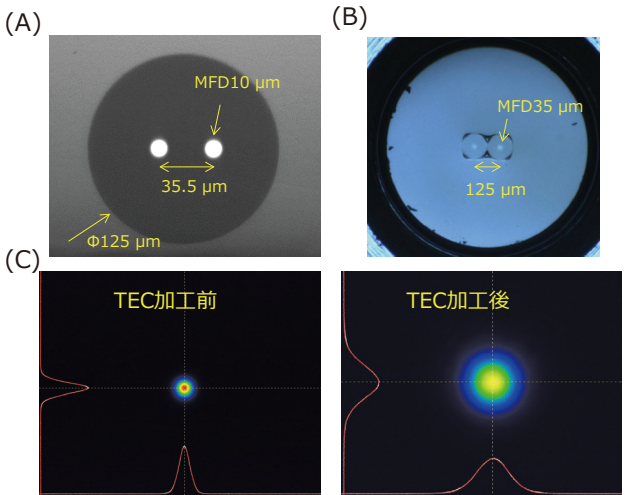 (A)
MFD10 μm
35.5 μm
Φ125 μm
(B)
MFD35 μm
125 μm
(C)
TEC加工前
TEC加工後